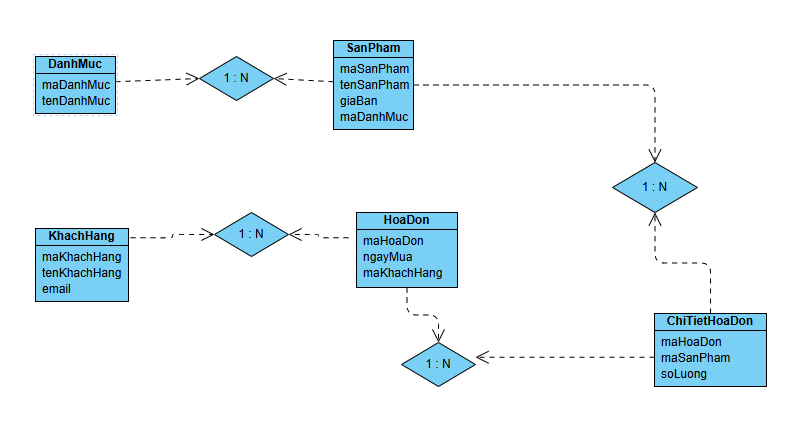 DanhMuc
maDanhMuc
tenDanhMuc
1 : N
SanPham
maSanPham
tenSanPham
giaBan
maDanhMuc
1 : N
KhachHang
maKhachHang
tenKhachHang
email
1 : N
HoaDon
maHoaDon
ngayMua
maKhachHang
1 : N
ChiTietHoaDon
maHoaDon
maSanPham
soLuong